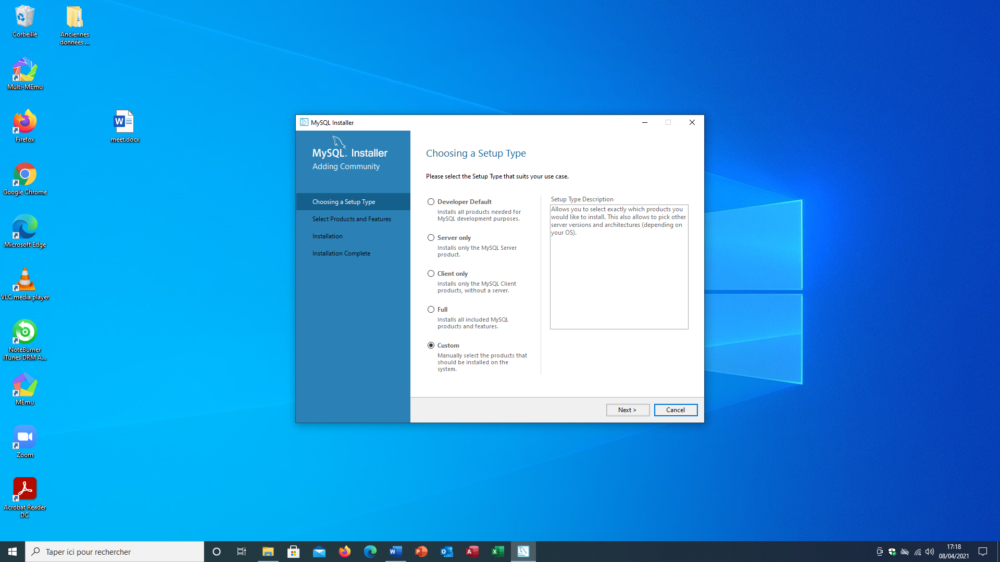 Corbeille
Anciennes
données ...
Multi-MEmu
Firefox
meet.docx
Google Chrome
Microsoft Edge
VLC media player
NoteBurner
iTunes DRM A...
MEmu
Zoom
Acrobat Reader
DC
MySQL Installer
MySQL® Installer
Adding Community
Choosing a Setup Type
Select Products and Features
Installation
Installation Complete
Choosing a Setup Type
Please select the Setup Type that suits your use case.
Developer Default
Installs all products needed for
MySQL development purposes.
Server only
Installs only the MySQL Server
product.
Client only
Installs only the MySQL Client
products, without a server.
Full
Installs all included MySQL
products and features.
Custom
Manually select the products that
should be installed on the
system.
Setup Type Description
Allows you to select exactly which products you
would like to install. This also allows to pick other
server versions and architectures (depending on
your OS).
Next >
Cancel
Taper ici pour rechercher
17:18
08/04/2021